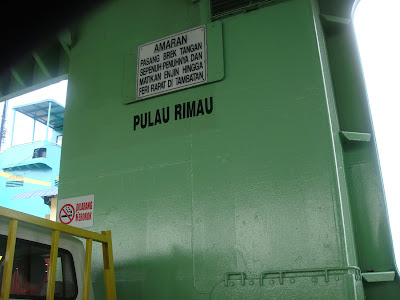 AMARAN
PASANG BREK TANGAN
SEPENUH-PENUHNYA DAN
MATIKAN ENJIN HINGGA
FERI RAPAT DI TAMBATAN
PULAU RIMAU
DILARANG
MEROKOK